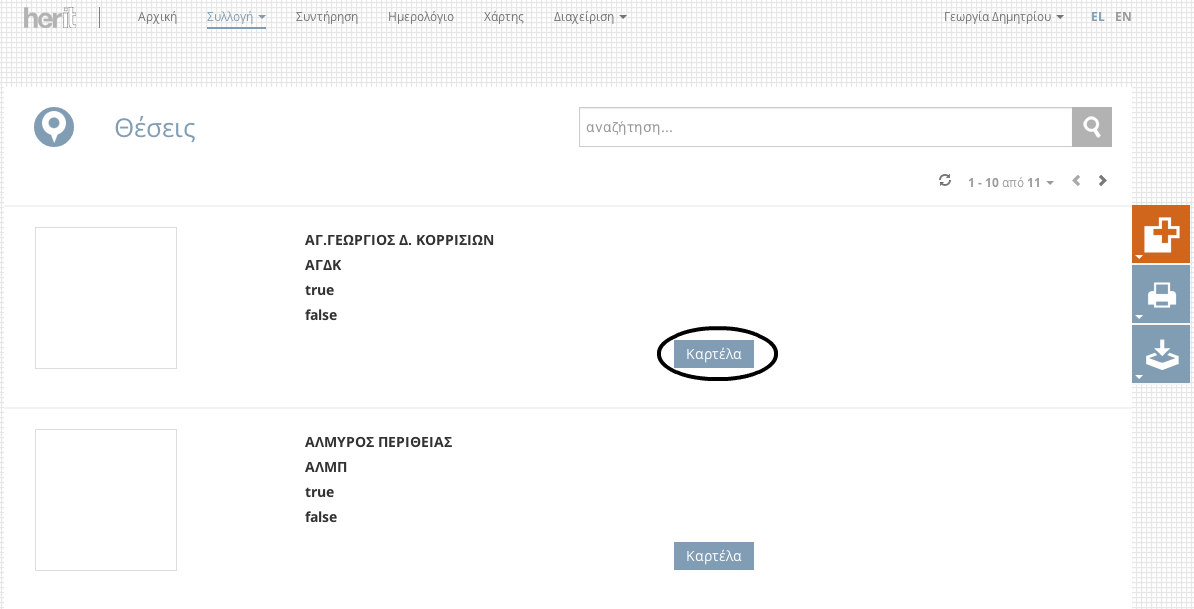 herit
Αρχική Συλλογή Συντήρηση Ημερολόγιο Χάρτης Διαχείριση Γεωργία Δημητρίου EL EN
Θέσεις
αναζήτηση...
1 - 10 από 11
ΑΓ.ΓΕΩΡΓΙΟΣ Δ. ΚΟΡΡΙΣΙΩΝ
ΑΓΔΚ
true
false
Καρτέλα
ΑΛΜΥΡΟΣ ΠΕΡΙΘΕΙΑΣ
ΑΛΜΠ
true
false
Καρτέλα